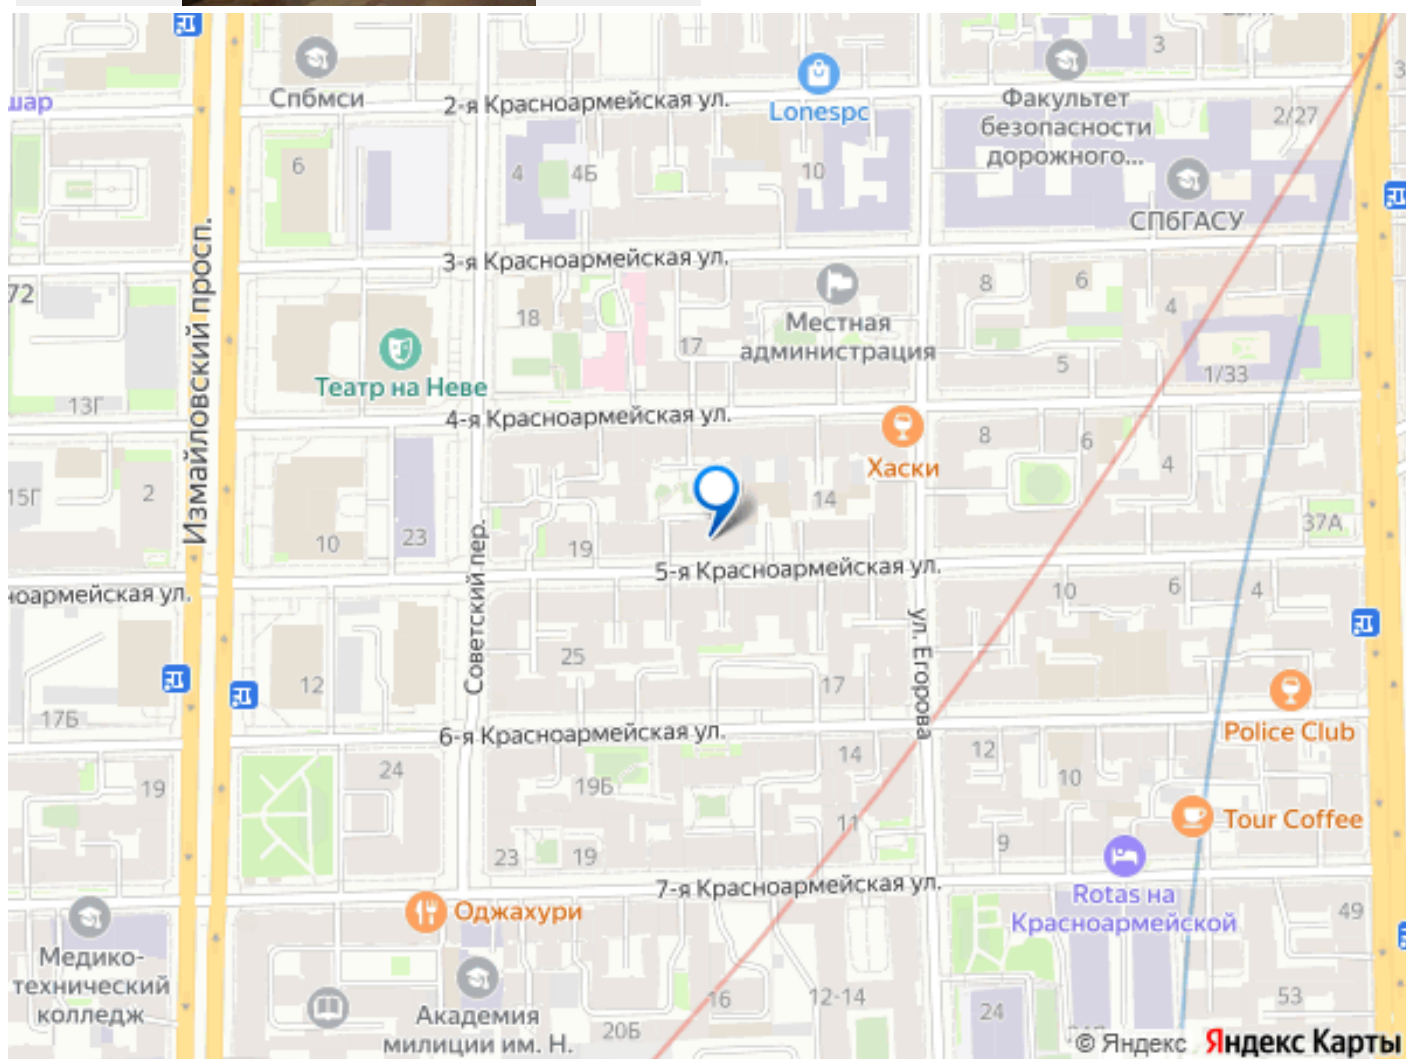 Спбмси
2-я Красноармейская ул.
Lonespc
Факультет
безопасности
дорожного...
3
2/27
шар
6
4
4Б
10
СПбГАСУ
Измайловский просп.
3-я Красноармейская ул.
72
18
17
Местная
администрация
8
6
4
5
1/33
Театр на Неве
13Г
4-я Красноармейская ул.
Хаски
8
6
4
15Г
2
10
23
19
14
37А
Советский пер.
5-я Красноармейская ул.
ноармейская ул.
10
6
4
ул. Егорова
25
12
17
17Б
6-я Красноармейская ул.
Police Club
24
19
19Б
14
12
10
11
Tour Coffee
9
23
19
7-я Красноармейская ул.
Rotas на
Красноармейской
Оджахури
49
Медико-
технический
колледж
Академия
милиции им. Н.
20Б
16
12-14
24
53
© Яндекс Яндекс Карты